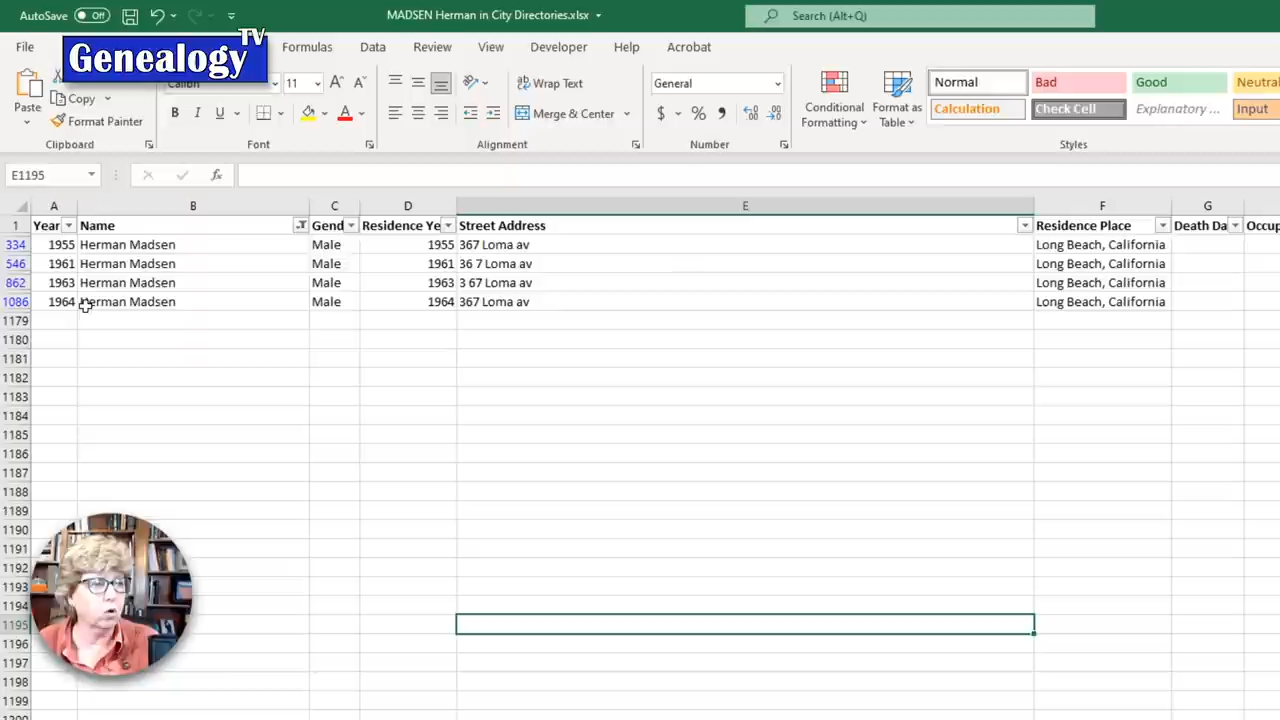 AutoSave Off MADSEN Herman in City Directories.xlsx Search (Alt+Q)
File Formulas Data Review View Developer Help Acrobat
Genealogy TV
11 A A Wrap Text General Normal Bad Good Neutral
Paste Copy B I U A Merge & Center $ % , Conditional Formatting Format as Table Calculation Check Cell Explanatory ... Input
Format Painter
Clipboard Font Alignment Number Styles
E1195 fx
A B C D E F G
1 Year Name Gend Residence Ye Street Address Residence Place Death Da Occup
334 1955 Herman Madsen Male 1955 367 Loma av Long Beach, California
546 1961 Herman Madsen Male 1961 36 7 Loma av Long Beach, California
862 1963 Herman Madsen Male 1963 3 67 Loma av Long Beach, California
1086 1964 Herman Madsen Male 1964 367 Loma av Long Beach, California
1179
1180
1181
1182
1183
1184
1185
1186
1187
1188
1189
1190
1191
1192
1193
1194
1195
1196
1197
1198
1199